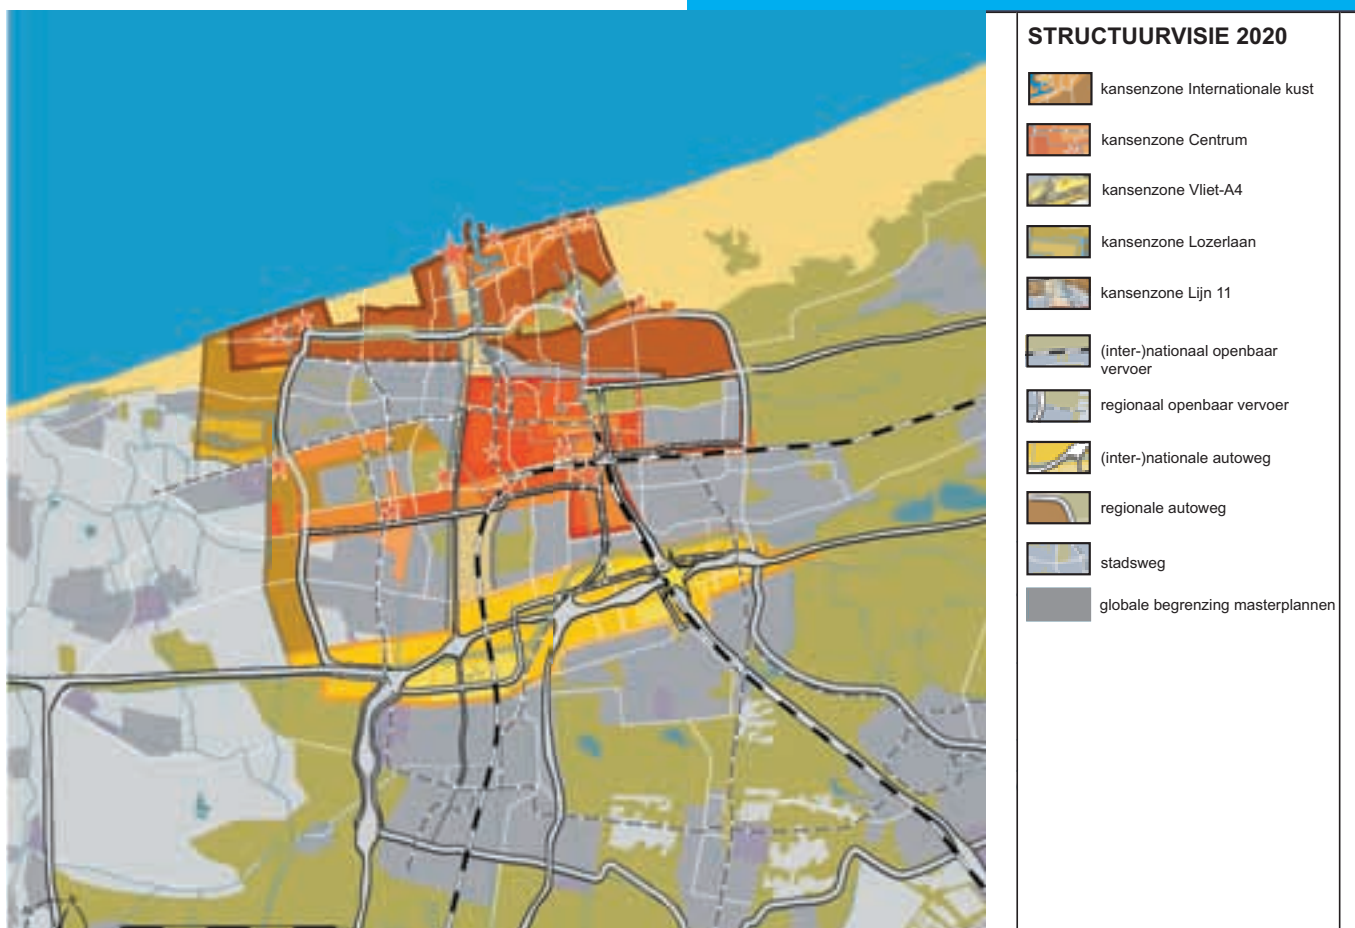 STRUCTUURVISIE 2020
kansenzone Internationale kust
kansenzone Centrum
kansenzone Vliet-A4
kansenzone Lozerlaan
kansenzone Lijn 11
(inter-)nationaal openbaar
vervoer
regionaal openbaar vervoer
(inter-)nationale autoweg
regionale autoweg
stadsweg
globale begrenzing masterplannen